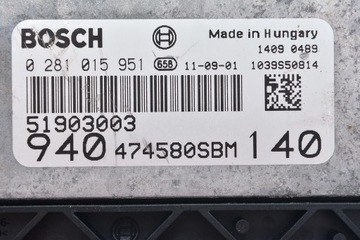 BOSCH Made in Hungary
1409 0489
0 281 015 951 658 11-09-01 1039S50814
51903003
940 474580SBM 140